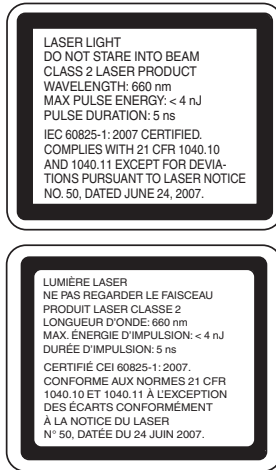 LASER LIGHT
DO NOT STARE INTO BEAM
CLASS 2 LASER PRODUCT
WAVELENGTH: 660 nm
MAX PULSE ENERGY: < 4 nJ
PULSE DURATION: 5 ns
IEC 60825-1: 2007 CERTIFIED.
COMPLIES WITH 21 CFR 1040.10
AND 1040.11 EXCEPT FOR DEVIA-
TIONS PURSUANT TO LASER NOTICE
NO. 50, DATED JUNE 24, 2007.
LUMIÈRE LASER
NE PAS REGARDER LE FAISCEAU
PRODUIT LASER CLASSE 2
LONGUEUR D'ONDE: 660 nm
MAX. ÉNERGIE D'IMPULSION: < 4 nJ
DURÉE D'IMPULSION: 5 ns
CERTIFIÉ CEI 60825-1: 2007.
CONFORME AUX NORMES 21 CFR
1040.10 ET 1040.11 À L'EXCEPTION
DES ÉCARTS CONFORMÉMENT
À LA NOTICE DU LASER
N° 50, DATÉE DU 24 JUIN 2007.